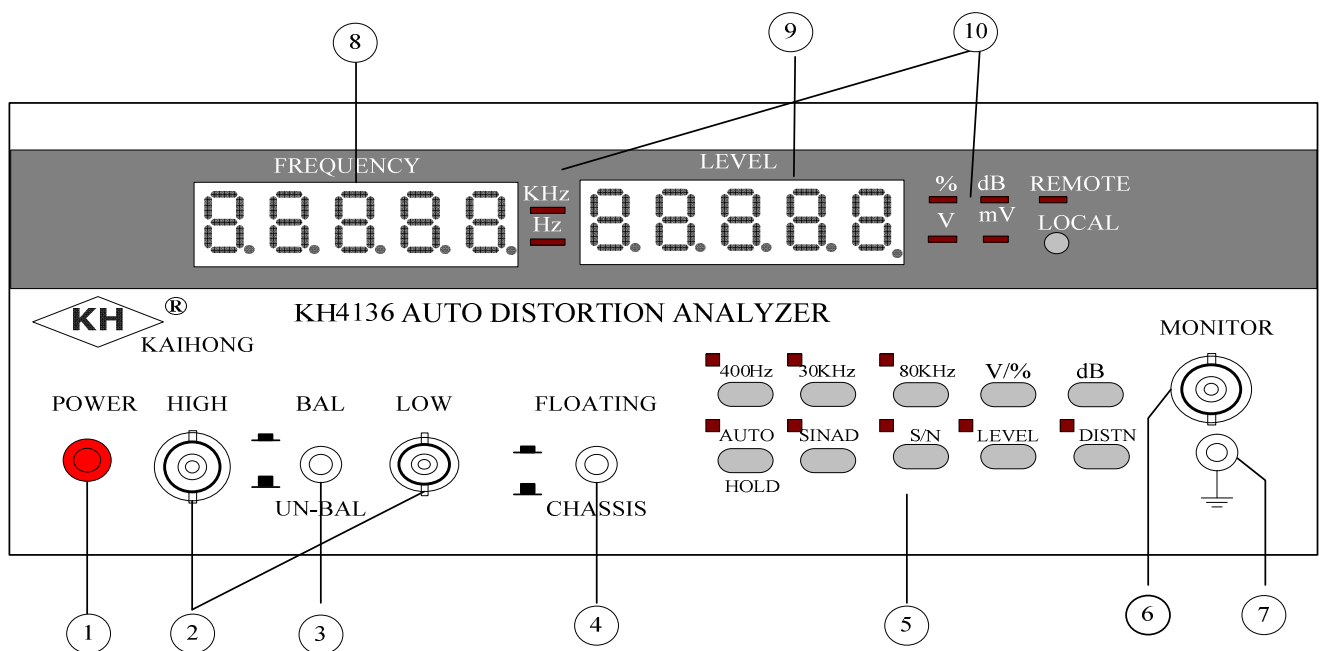 8 9 10
FREQUENCY LEVEL
KHz
Hz
% dB REMOTE
V mV LOCAL
KH ®
KAIHONG
KH4136 AUTO DISTORTION ANALYZER
MONITOR
400Hz 30KHz 80KHz V/% dB
POWER HIGH BAL LOW FLOATING
AUTO SINAD S/N LEVEL DISTN
HOLD
UN-BAL CHASSIS
1 2 3 4 5 6 7